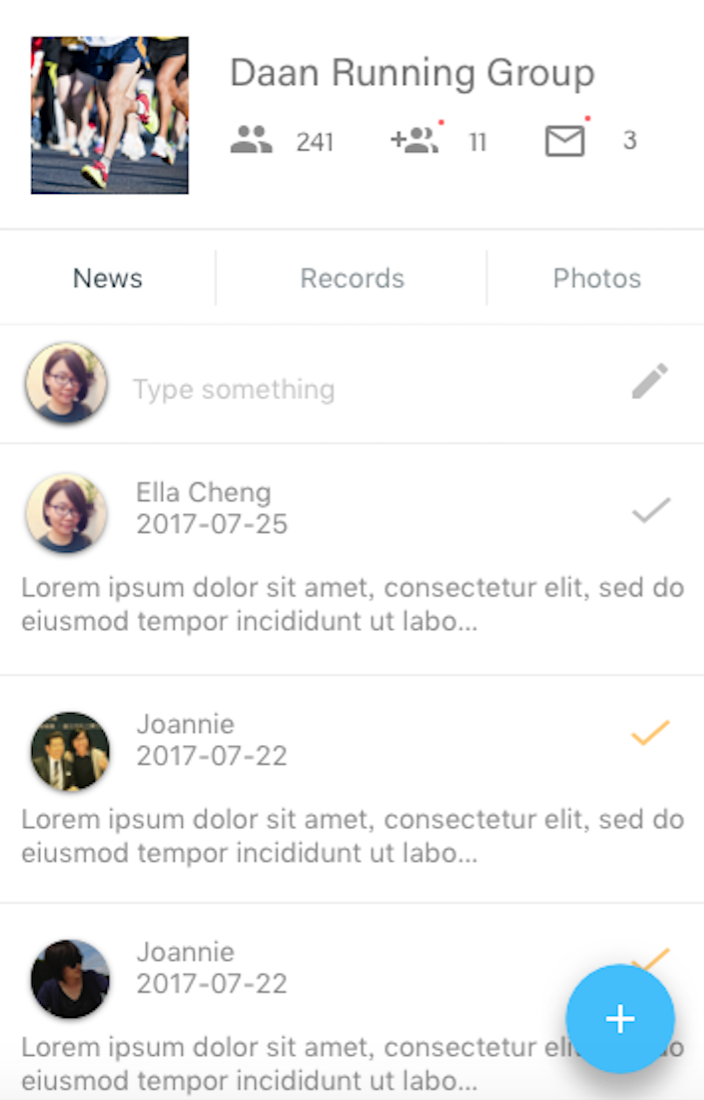 Daan Running Group
241 11 3
News Records Photos
Type something
Ella Cheng
2017-07-25
Lorem ipsum dolor sit amet, consectetur elit, sed do
eiusmod tempor incididunt ut labo...
Joannie
2017-07-22
Lorem ipsum dolor sit amet, consectetur elit, sed do
eiusmod tempor incididunt ut labo...
Joannie
2017-07-22
Lorem ipsum dolor sit amet, consectetur
eiusmod tempor incididunt ut labo...